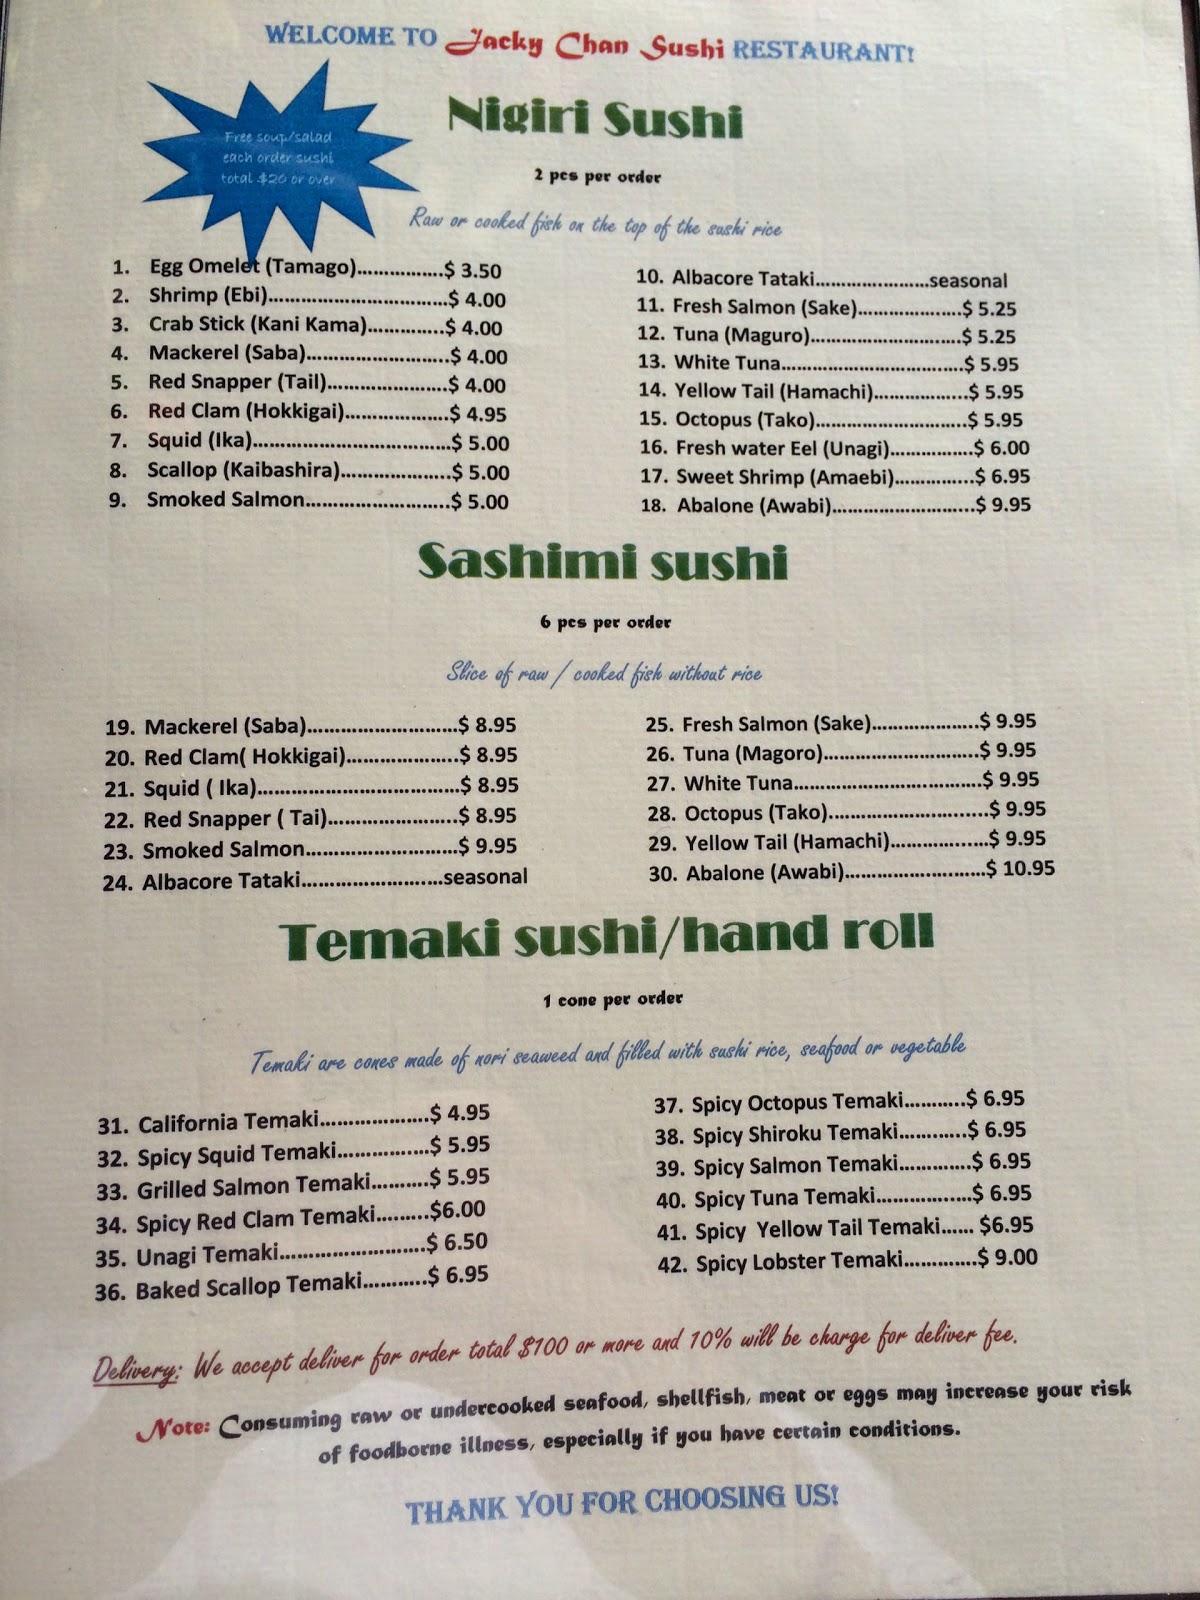 WELCOME TO Jacky Chan Sushi RESTAURANT!
Free soup/salad
each order sushi
total $20 or over
Nigiri Sushi
2 pcs per order
Raw or cooked fish on the top of the sushi rice
1. Egg Omelet (Tamago)................$ 3.50
2. Shrimp (Ebi)................................$ 4.00
3. Crab Stick (Kani Kama)..............$ 4.00
4. Mackerel (Saba)..........................$ 4.00
5. Red Snapper (Tail)......................$ 4.00
6. Red Clam (Hokkigai)...................$ 4.95
7. Squid (Ika)....................................$ 5.00
8. Scallop (Kaibashira)....................$ 5.00
9. Smoked Salmon..........................$ 5.00
10. Albacore Tataki.....................seasonal
11. Fresh Salmon (Sake)...................$ 5.25
12. Tuna (Maguro)...........................$ 5.25
13. White Tuna.................................$ 5.95
14. Yellow Tail (Hamachi).................$ 5.95
15. Octopus (Tako)...........................$ 5.95
16. Fresh water Eel (Unagi)...............$ 6.00
17. Sweet Shrimp (Amaebi)..............$ 6.95
18. Abalone (Awabi)..........................$ 9.95
Sashimi sushi
6 pcs per order
Slice of raw / cooked fish without rice
19. Mackerel (Saba)...........................$ 8.95
20. Red Clam( Hokkigai)....................$ 8.95
21. Squid ( Ika)....................................$ 8.95
22. Red Snapper ( Tai).......................$ 8.95
23. Smoked Salmon...........................$ 9.95
24. Albacore Tataki.........................seasonal
25. Fresh Salmon (Sake)....................$ 9.95
26. Tuna (Magoro)............................$ 9.95
27. White Tuna..................................$ 9.95
28. Octopus (Tako)............................$ 9.95
29. Yellow Tail (Hamachi)..................$ 9.95
30. Abalone (Awabi).........................$ 10.95
Temaki sushi/hand roll
1 cone per order
Temaki are cones made of nori seaweed and filled with sushi rice, seafood or vegetable
31. California Temaki....................$ 4.95
32. Spicy Squid Temaki.................$ 5.95
33. Grilled Salmon Temaki..........$ 5.95
34. Spicy Red Clam Temaki.........$6.00
35. Unagi Temaki..........................$ 6.50
36. Baked Scallop Temaki............$ 6.95
37. Spicy Octopus Temaki...........$ 6.95
38. Spicy Shiroku Temaki............$ 6.95
39. Spicy Salmon Temaki.............$ 6.95
40. Spicy Tuna Temaki.................$ 6.95
41. Spicy Yellow Tail Temaki...... $6.95
42. Spicy Lobster Temaki.............$ 9.00
Delivery: We accept deliver for order total $100 or more and 10% will be charge for deliver fee.
Note: Consuming raw or undercooked seafood, shellfish, meat or eggs may increase your risk
of foodborne illness, especially if you have certain conditions.
THANK YOU FOR CHOOSING US!